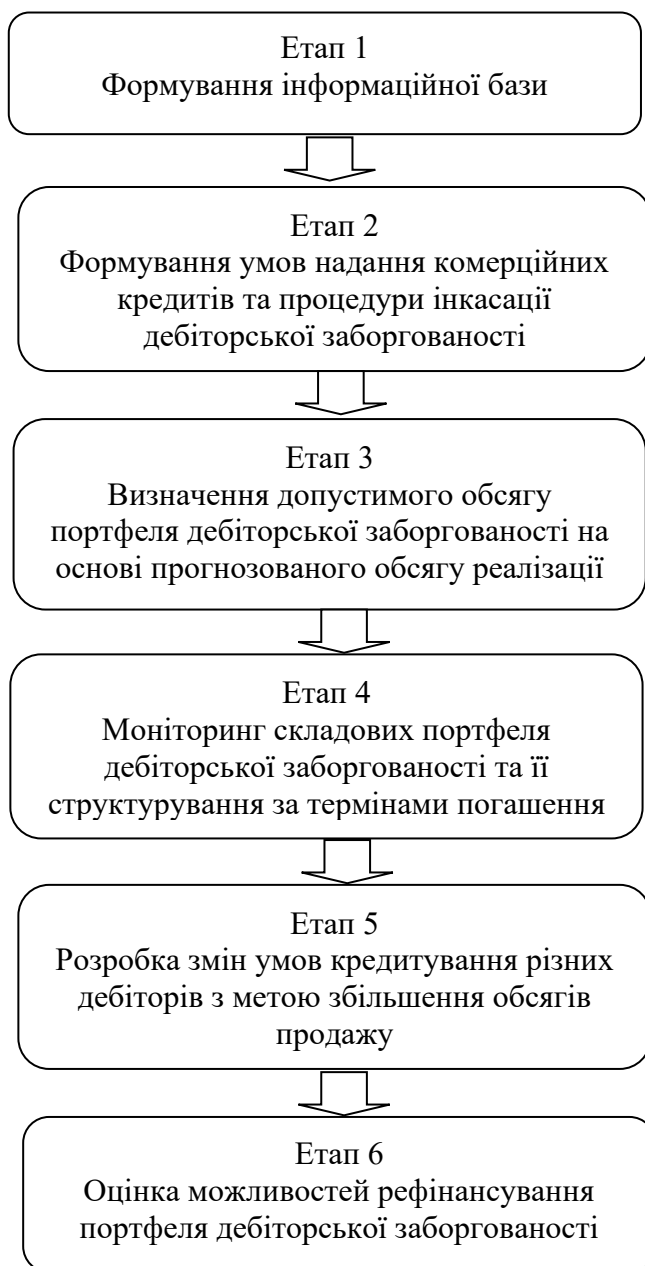 Етап 1
Формування інформаційної бази
Етап 2
Формування умов надання комерційних
кредитів та процедури інкасації
дебіторської заборгованості
Етап 3
Визначення допустимого обсягу
портфеля дебіторської заборгованості на
основі прогнозованого обсягу реалізації
Етап 4
Моніторинг складових портфеля
дебіторської заборгованості та її
структурування за термінами погашення
Етап 5
Розробка змін умов кредитування різних
дебіторів з метою збільшення обсягів
продажу
Етап 6
Оцінка можливостей рефінансування
портфеля дебіторської заборгованості